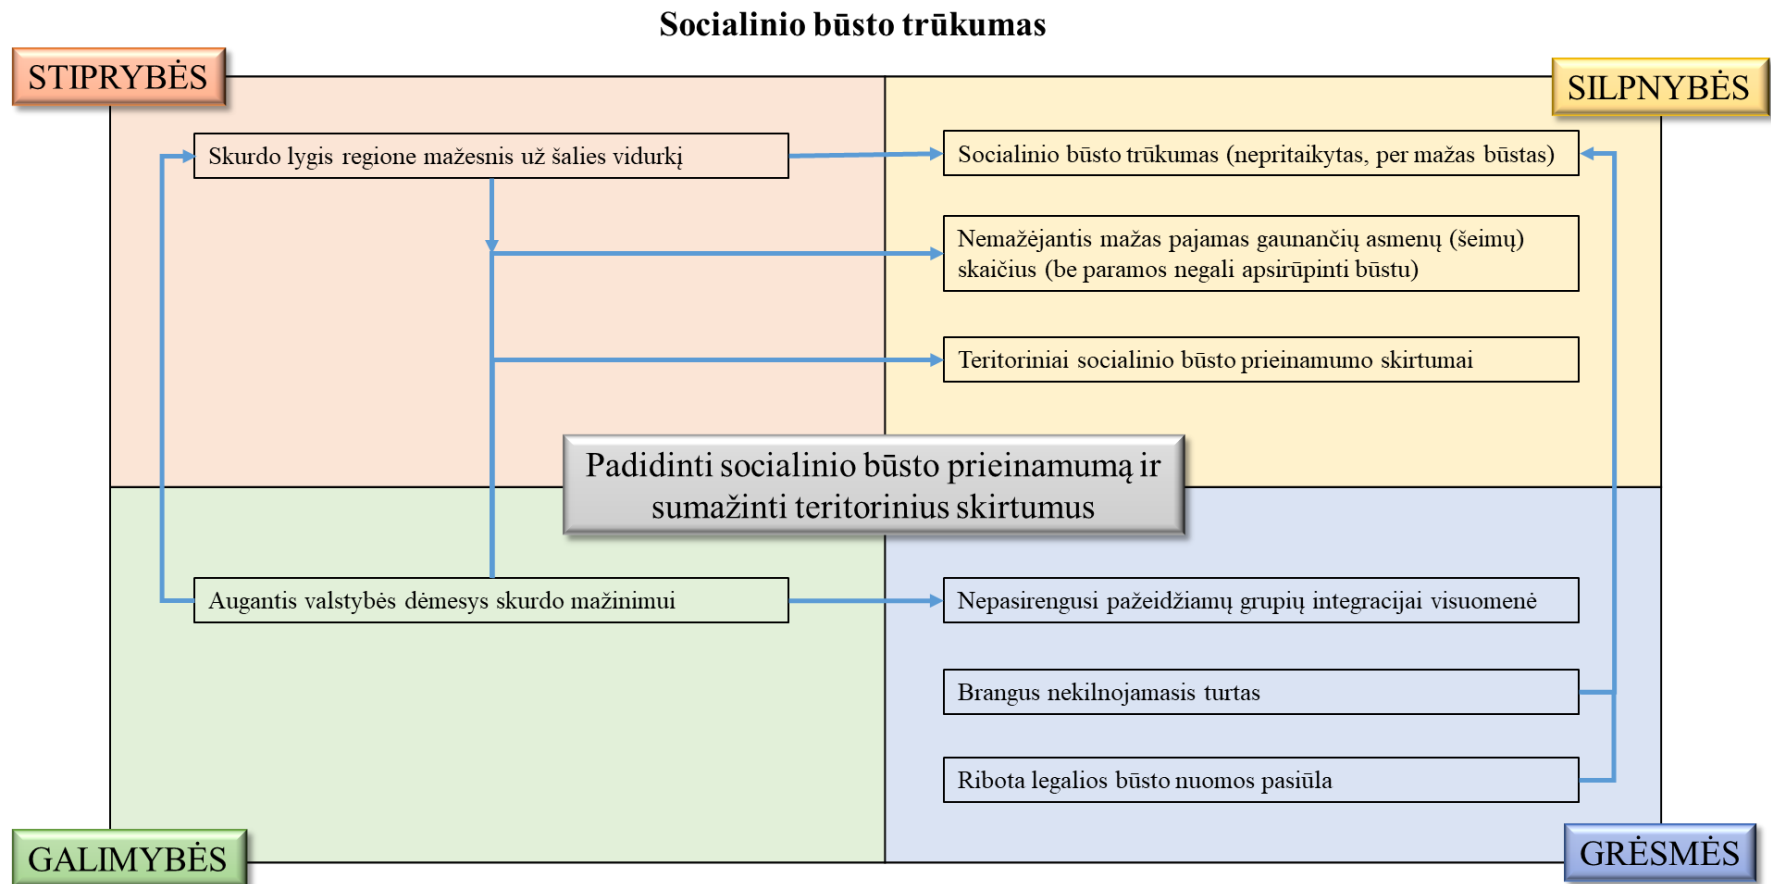 Socialinio būsto trūkumas
STIPRYBĖS
SILPNYBĖS
Skurdo lygis regione mažesnis už šalies vidurkį
Socialinio būsto trūkumas (nepritaikytas, per mažas būstas)
Nemažėjantis mažas pajamas gaunančių asmenų (šeimų)
skaičius (be paramos negali apsirūpinti būstu)
Teritoriniai socialinio būsto prieinamumo skirtumai
Padidinti socialinio būsto prieinamumą ir
sumažinti teritorinius skirtumus
Augantis valstybės dėmesys skurdo mažinimui
Nepasirengusi pažeidžiamų grupių integracijai visuomenė
Brangus nekilnojamasis turtas
Ribota legalios būsto nuomos pasiūla
GALIMYBĖS
GRĖSMĖS